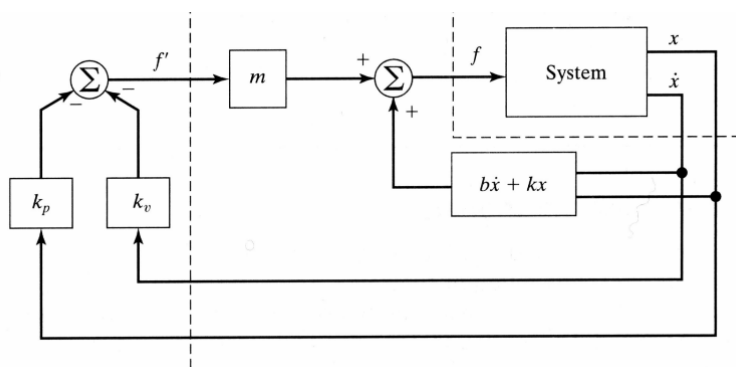 f′
m
+
Σ
f
System
x
ẋ
Σ
−
−
+
bẋ + kx
k_p
k_v